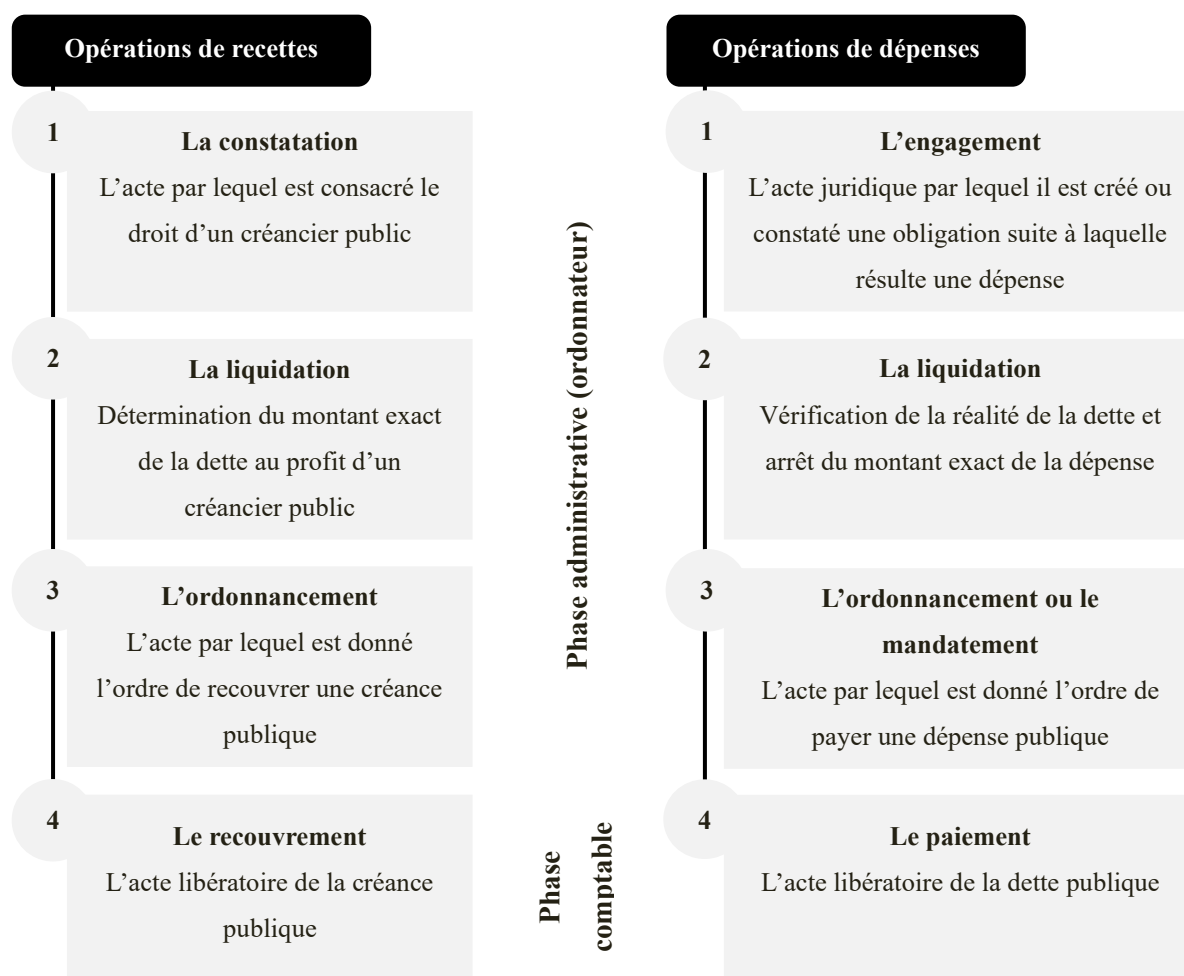 Opérations de recettes
1
La constatation
L’acte par lequel est consacré le
droit d’un créancier public
2
La liquidation
Détermination du montant exact
de la dette au profit d’un
créancier public
3
L’ordonnancement
L’acte par lequel est donné
l’ordre de recouvrer une créance
publique
4
Le recouvrement
L’acte libératoire de la créance
publique
Phase administrative (ordonnateur)
Phase
comptable
Opérations de dépenses
1
L’engagement
L’acte juridique par lequel il est créé ou
constaté une obligation suite à laquelle
résulte une dépense
2
La liquidation
Vérification de la réalité de la dette et
arrêt du montant exact de la dépense
3
L’ordonnancement ou le
mandatement
L’acte par lequel est donné l’ordre de
payer une dépense publique
4
Le paiement
L’acte libératoire de la dette publique